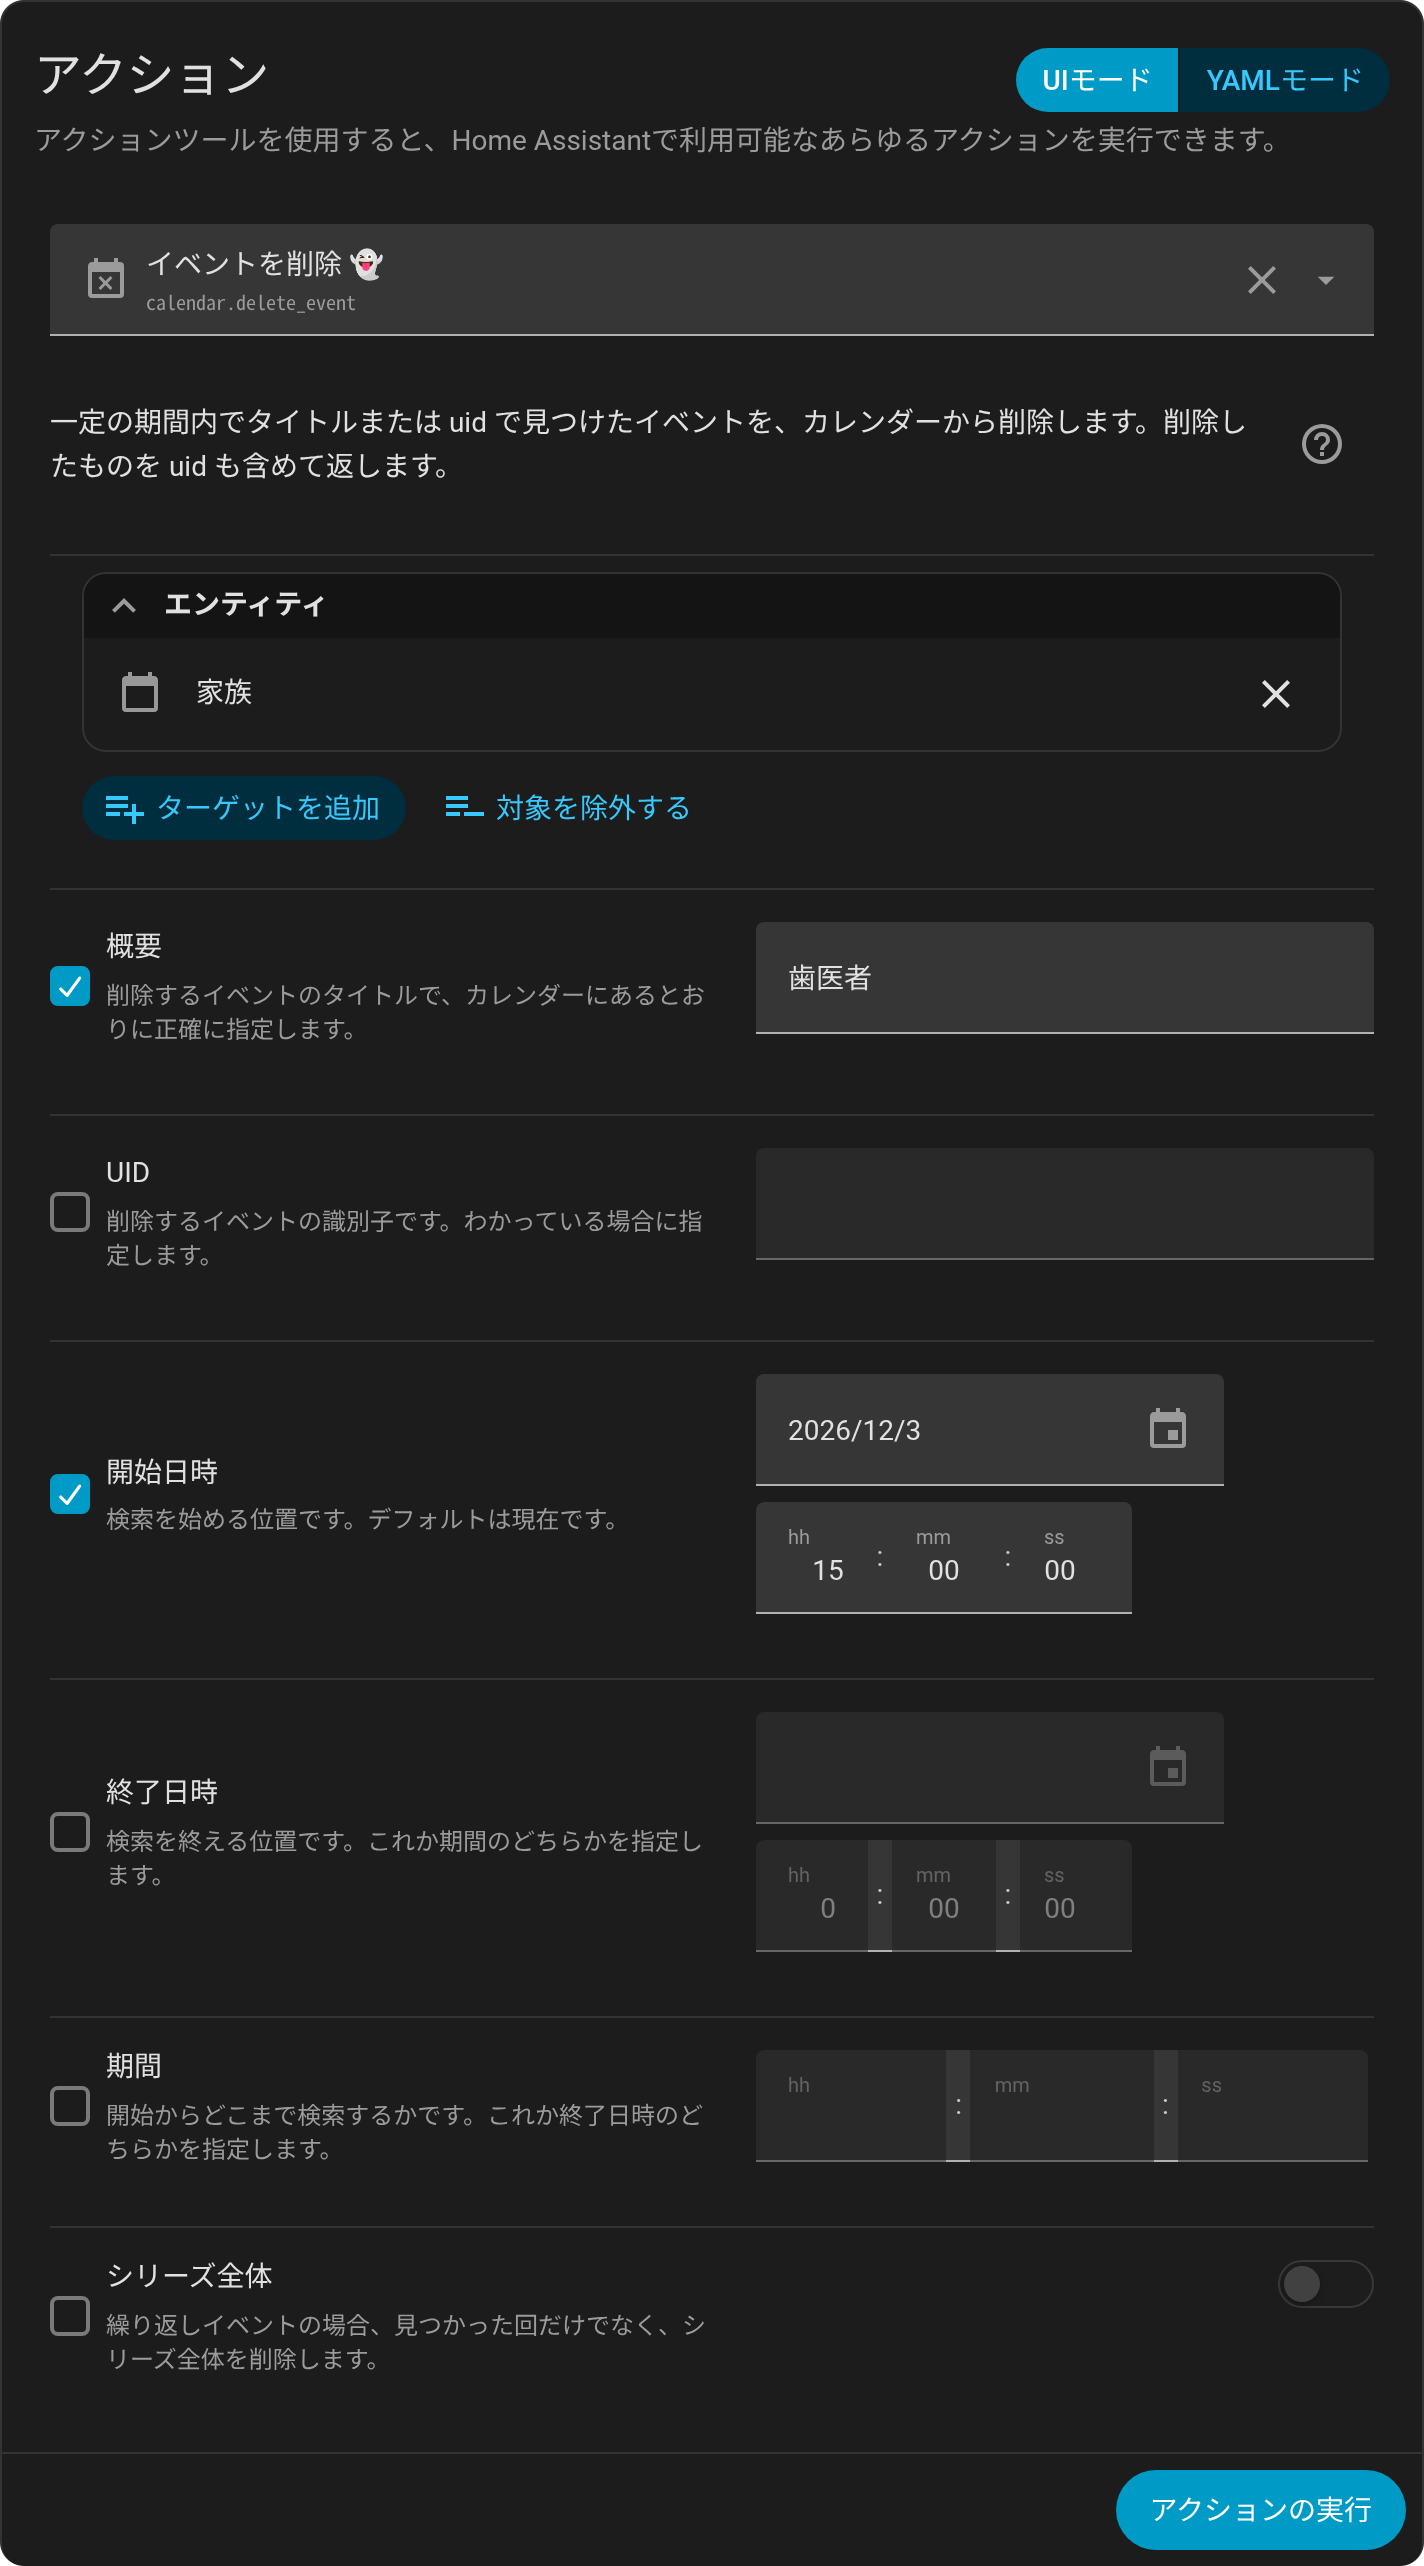 アクション
UIモード
YAMLモード
アクションツールを使用すると、Home Assistantで利用可能なあらゆるアクションを実行できます。
イベントを削除 👻
calendar.delete_event
一定の期間内でタイトルまたは uid で見つけたイベントを、カレンダーから削除します。削除し
たものを uid も含めて返します。
エンティティ
家族
ターゲットを追加
対象を除外する
概要
削除するイベントのタイトルで、カレンダーにあるとお
りに正確に指定します。
歯医者
UID
削除するイベントの識別子です。わかっている場合に指
定します。
開始日時
検索を始める位置です。デフォルトは現在です。
2026/12/3
hh mm ss
15 : 00 : 00
終了日時
検索を終える位置です。これか期間のどちらかを指定し
ます。
hh mm ss
0 : 00 : 00
期間
開始からどこまで検索するかです。これか終了日時のど
ちらかを指定します。
hh : mm : ss
シリーズ全体
繰り返しイベントの場合、見つかった回だけでなく、シ
リーズ全体を削除します。
アクションの実行